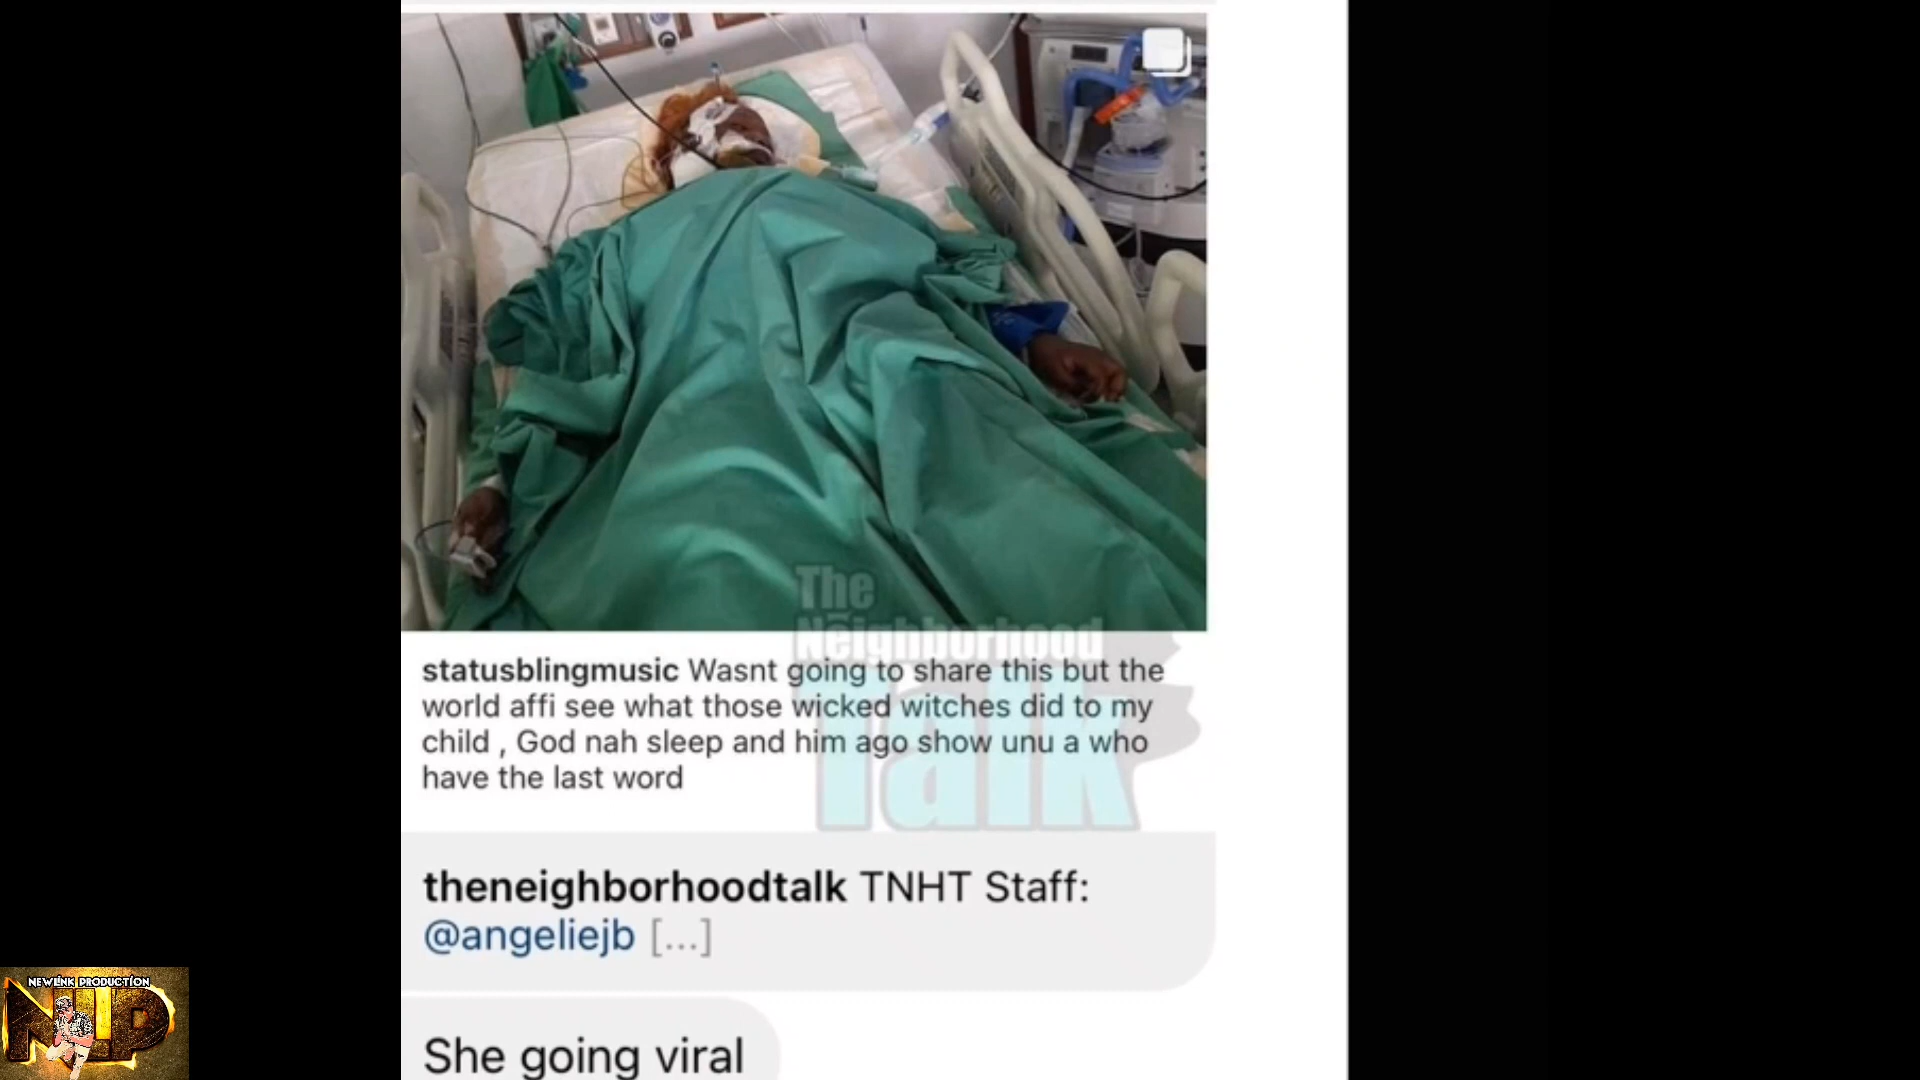 The
Neighborhood
Talk
statusblingmusic Wasnt going to share this but the
world affi see what those wicked witches did to my
child , God nah sleep and him ago show unu a who
have the last word
theneighborhoodtalk TNHT Staff:
@angeliejb [...]
She going viral
NEWLINK PRODUCTION
NLP